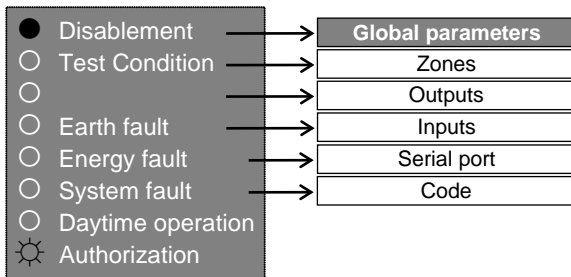 Disablement
Global parameters
Test Condition
Zones
Outputs
Earth fault
Inputs
Energy fault
Serial port
System fault
Code
Daytime operation
Authorization